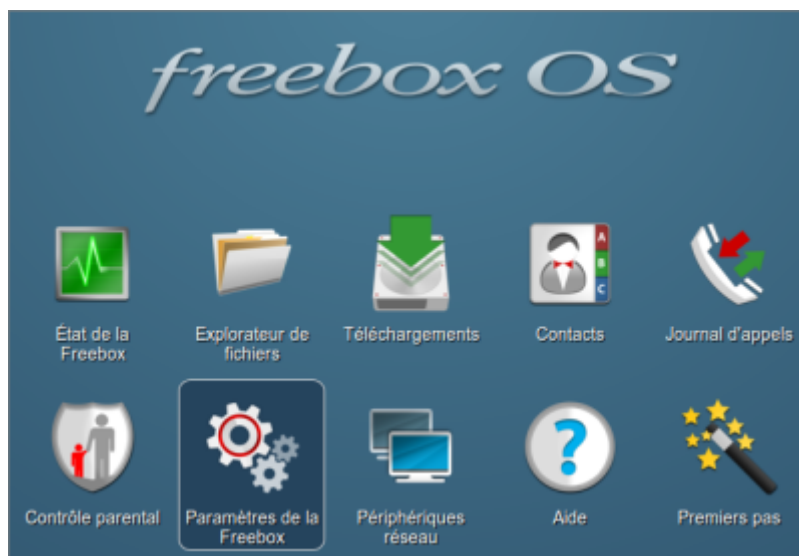 freebox OS
État de la
Freebox
Explorateur de
fichiers
Téléchargements
A
B
C
Contacts
Journal d'appels
Contrôle parental
Paramètres de la
Freebox
Périphériques
réseau
?
Aide
Premiers pas